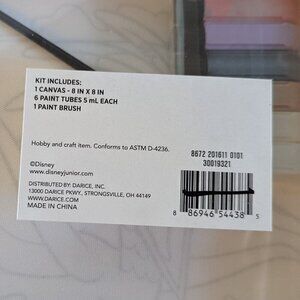 KIT INCLUDES:
1 CANVAS - 8 IN X 8 IN
6 PAINT TUBES 5 mL EACH
1 PAINT BRUSH
Hobby and craft item. Conforms to ASTM D-4236.
8672 201611 0101
30019321
©Disney
www.disneyjunior.com
DISTRIBUTED BY: DARICE, INC.
13000 DARICE PKWY., STRONGSVILLE, OH 44149
WWW.DARICE.COM
MADE IN CHINA
8 86946 54438 5